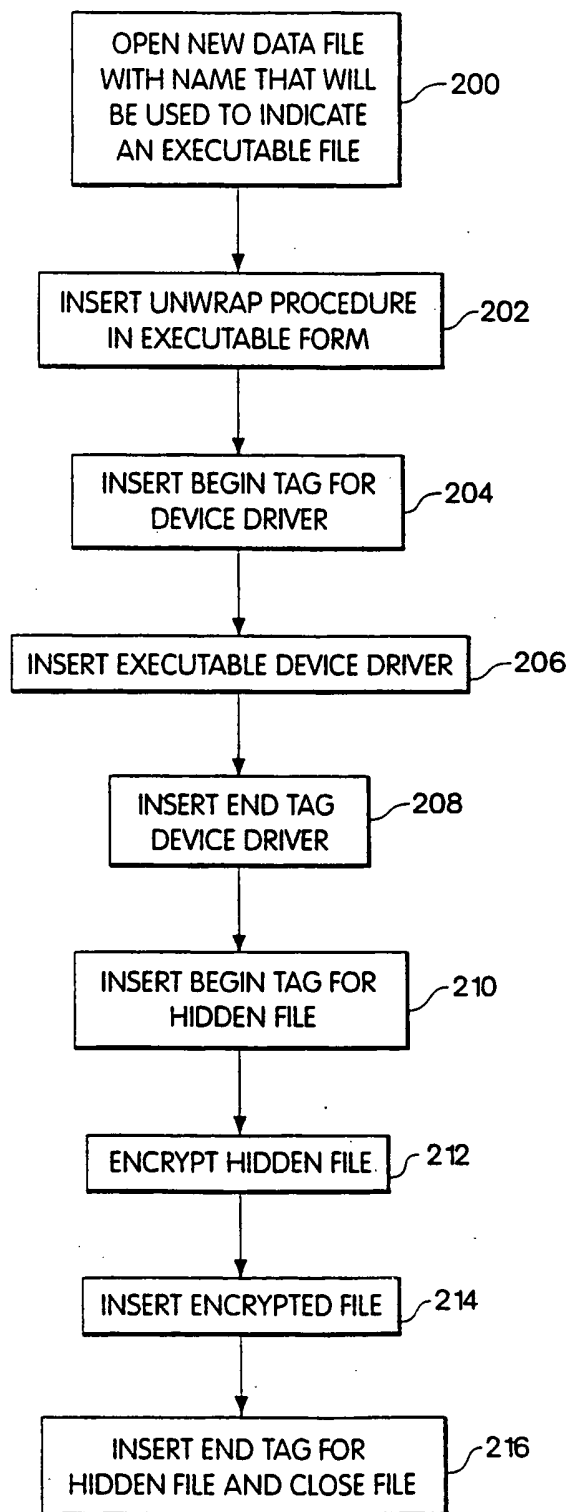 OPEN NEW DATA FILE
WITH NAME THAT WILL
BE USED TO INDICATE
AN EXECUTABLE FILE
200
INSERT UNWRAP PROCEDURE
IN EXECUTABLE FORM
202
INSERT BEGIN TAG FOR
DEVICE DRIVER
204
INSERT EXECUTABLE DEVICE DRIVER
206
INSERT END TAG
DEVICE DRIVER
208
INSERT BEGIN TAG FOR
HIDDEN FILE
210
ENCRYPT HIDDEN FILE
212
INSERT ENCRYPTED FILE
214
INSERT END TAG FOR
HIDDEN FILE AND CLOSE FILE
216